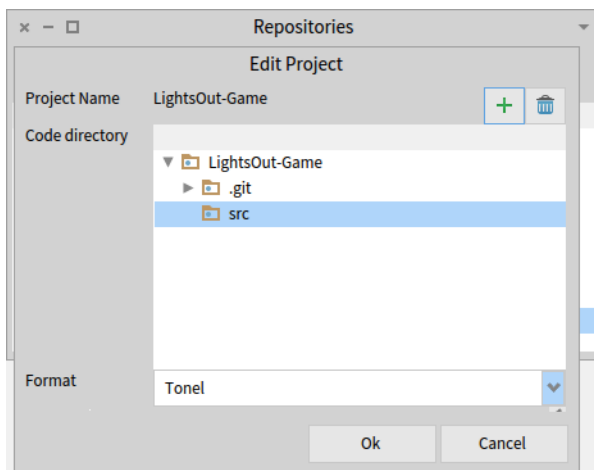 Repositories
Edit Project
Project Name LightsOut-Game
Code directory
LightsOut-Game
.git
src
Format Tonel
Ok Cancel